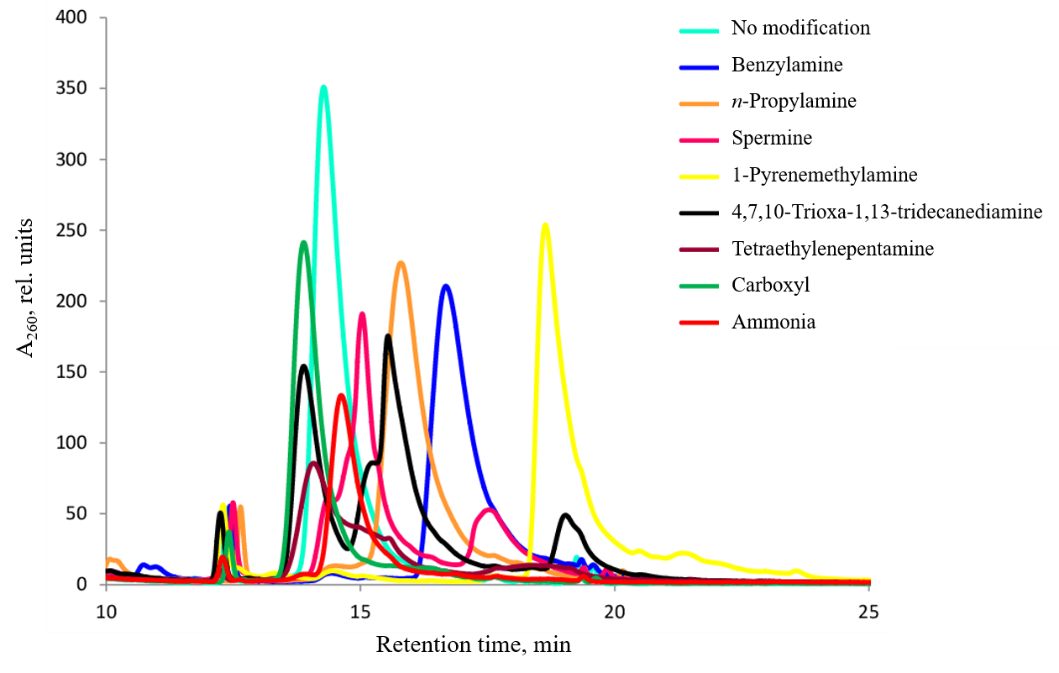 400
350
300
250
200
150
100
50
0
A260, rel. units
10
15
20
25
Retention time, min
No modification
Benzylamine
n-Propylamine
Spermine
1-Pyrenemethylamine
4,7,10-Trioxa-1,13-tridecanediamine
Tetraethylenepentamine
Carboxyl
Ammonia